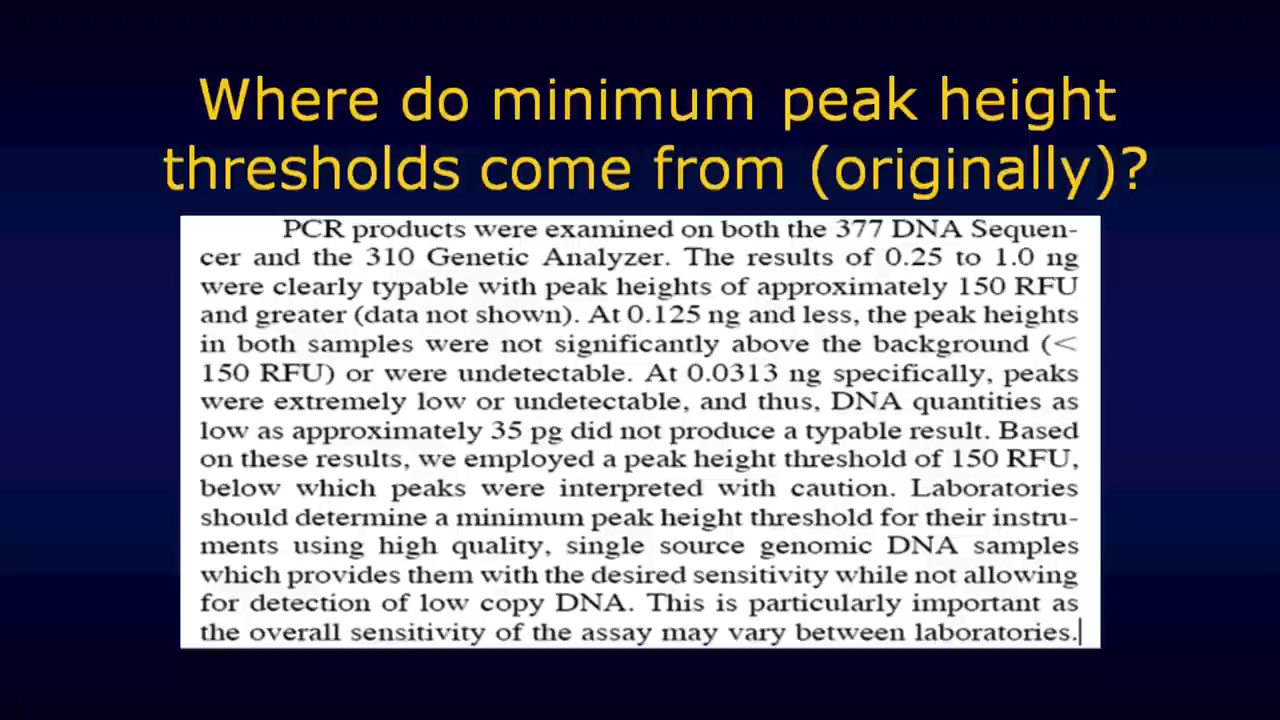 Where do minimum peak height
thresholds come from (originally)?
PCR products were examined on both the 377 DNA Sequen-
cer and the 310 Genetic Analyzer. The results of 0.25 to 1.0 ng
were clearly typable with peak heights of approximately 150 RFU
and greater (data not shown). At 0.125 ng and less, the peak heights
in both samples were not significantly above the background (<
150 RFU) or were undetectable. At 0.0313 ng specifically, peaks
were extremely low or undetectable, and thus, DNA quantities as
low as approximately 35 pg did not produce a typable result. Based
on these results, we employed a peak height threshold of 150 RFU,
below which peaks were interpreted with caution. Laboratories
should determine a minimum peak height threshold for their instru-
ments using high quality, single source genomic DNA samples
which provides them with the desired sensitivity while not allowing
for detection of low copy DNA. This is particularly important as
the overall sensitivity of the assay may vary between laboratories.